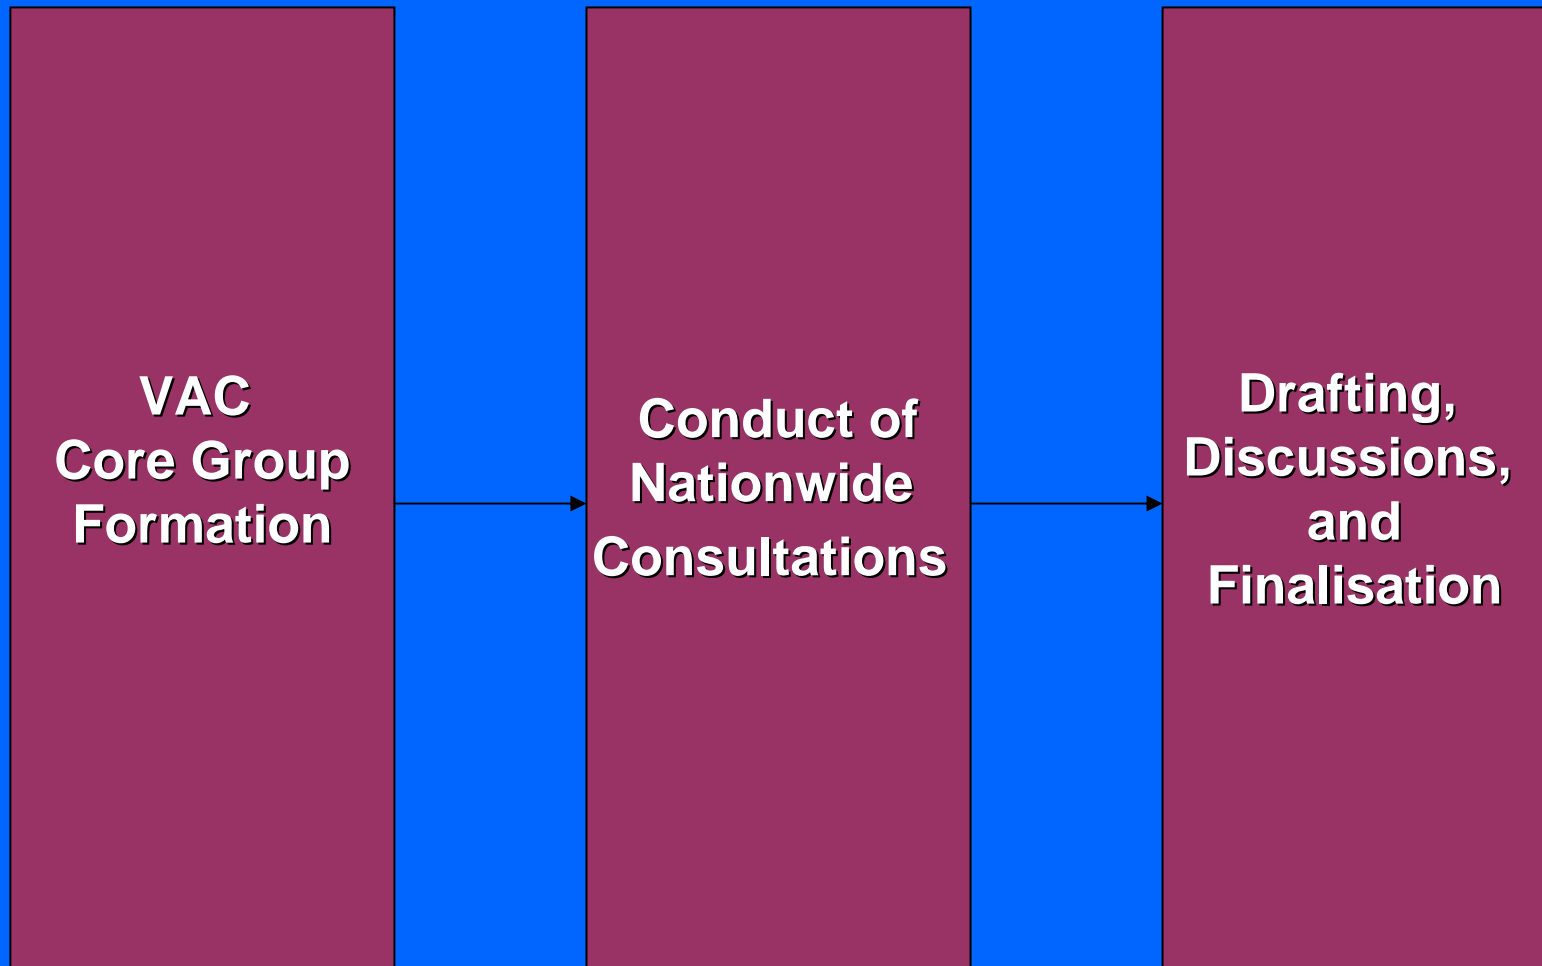 VAC
Core Group
Formation
Conduct of
Nationwide
Consultations
Drafting,
Discussions,
and
Finalisation